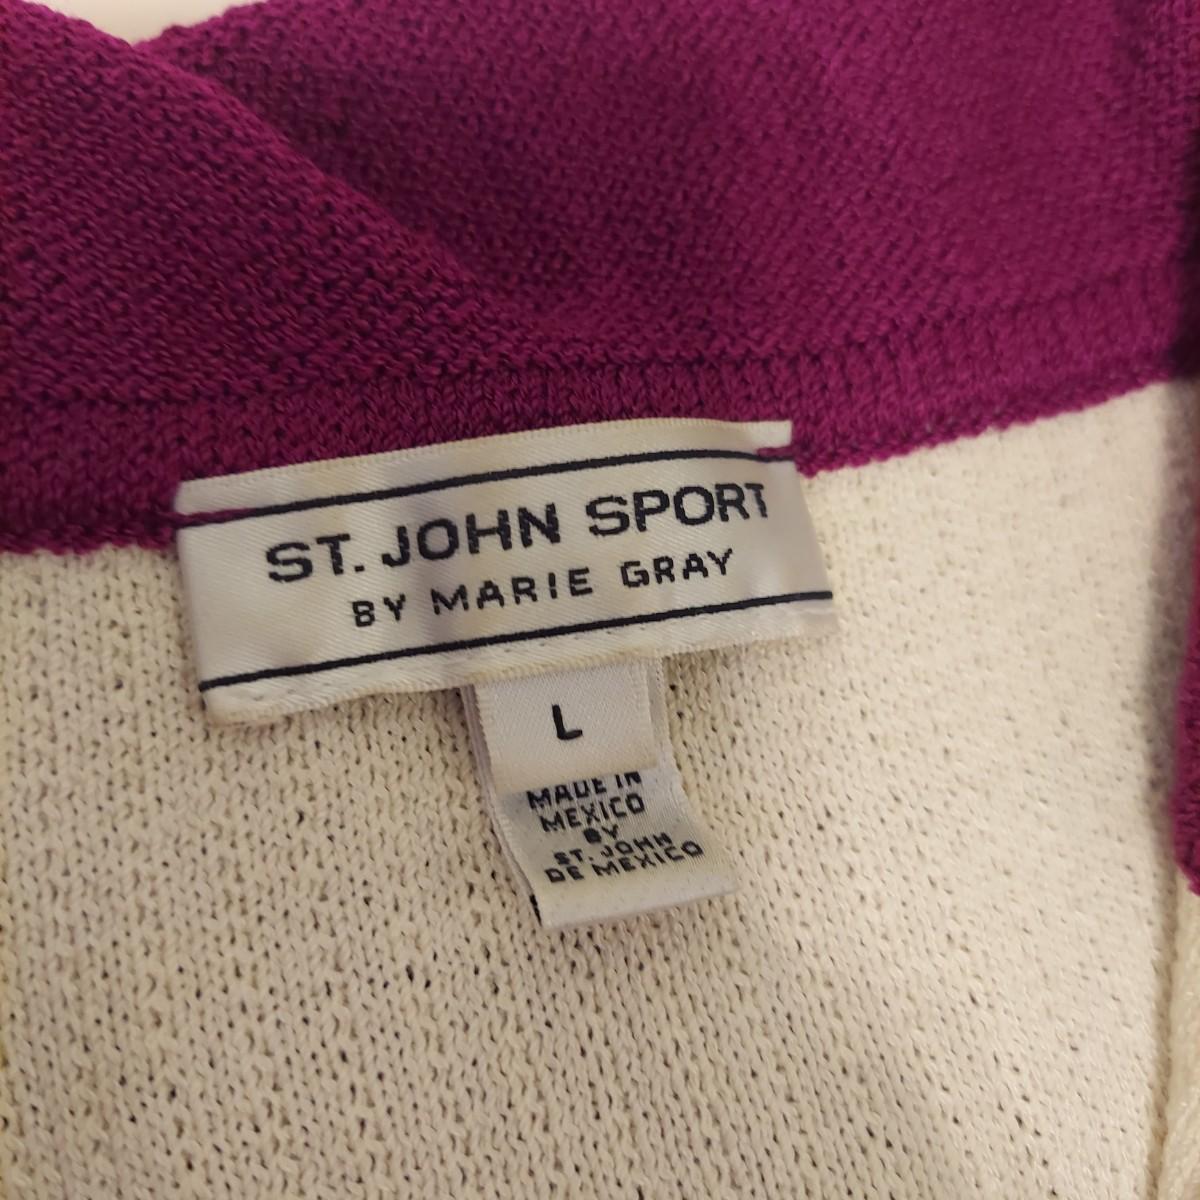 ST. JOHN SPORT
BY MARIE GRAY
L
MADE IN
MEXICO
BY
ST. JOHN
DE MEXICO